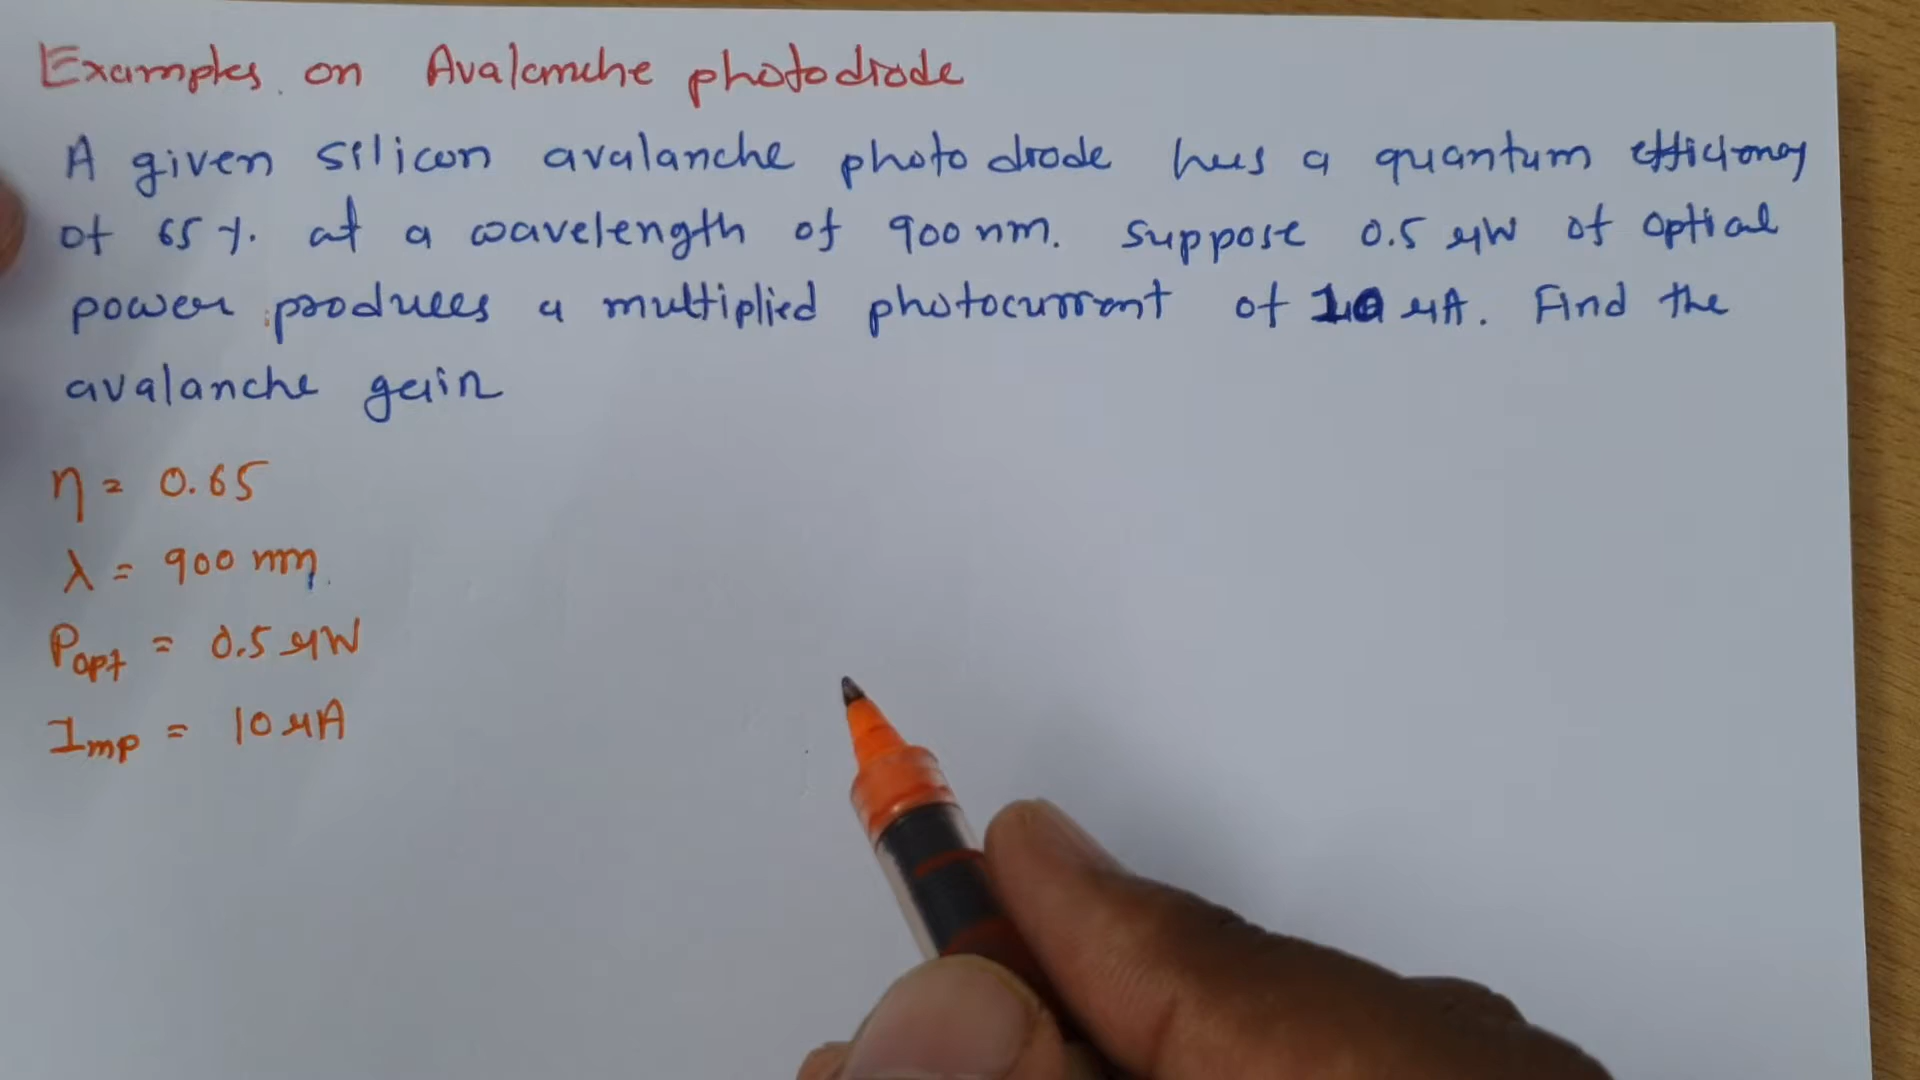 Examples on Avalanche photodiode
A given silicon avalanche photodiode has a quantum efficiency
of 65 %. at a wavelength of 900 nm. Suppose 0.5 μW of optical
power produces a multiplied photocurrent of 10 μA. Find the
avalanche gain
η = 0.65
λ = 900 nm
Popt = 0.5 μW
Imp = 10 μA